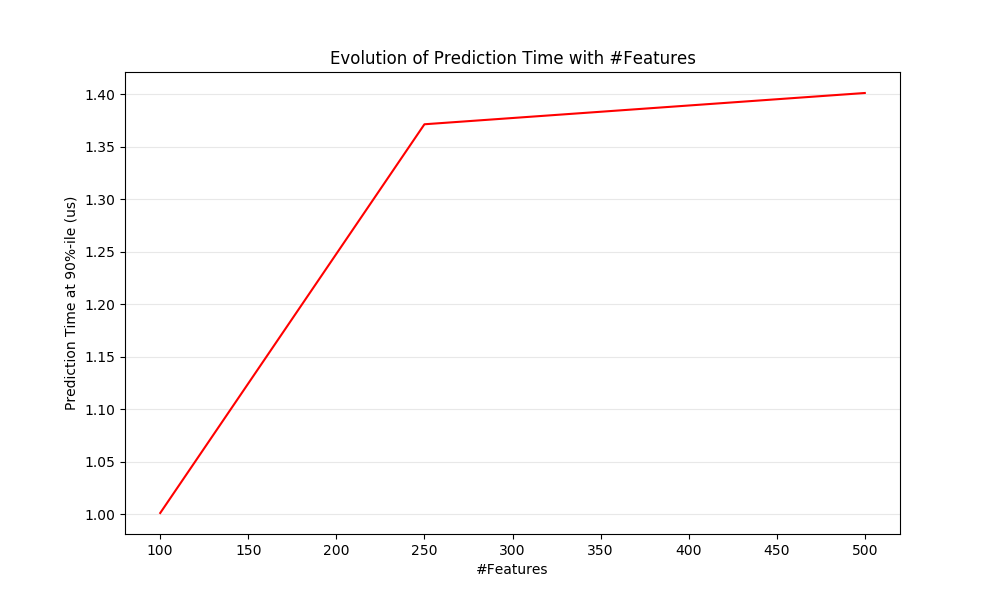 Evolution of Prediction Time with #Features
Prediction Time at 90%-ile (us)
1.40
1.35
1.30
1.25
1.20
1.15
1.10
1.05
1.00
100 150 200 250 300 350 400 450 500
#Features